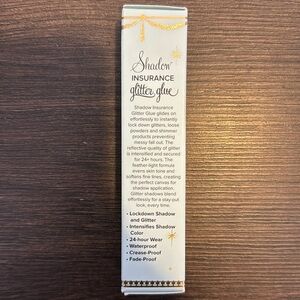 Shadow
INSURANCE
glitter glue
Shadow Insurance
Glitter Glue glides on
effortlessly to instantly
lock down glitters, loose
powders and shimmer
products preventing
messy fall out. The
reflective quality of glitter
is intensified and secured
for 24+ hours. The
feather-light formula
evens skin tone and
softens fine lines, creating
the perfect canvas for
shadow application.
Glitter shadows blend
effortlessly for a stay-put
look, every time.
• Lockdown Shadow
and Glitter
• Intensifies Shadow
Color
• 24-hour Wear
• Waterproof
• Crease-Proof
• Fade-Proof